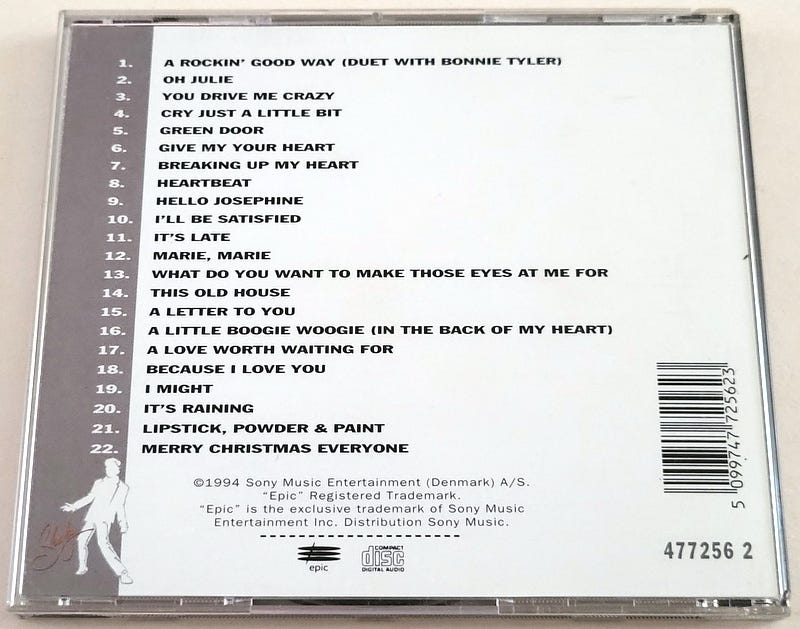 1. A ROCKIN' GOOD WAY (DUET WITH BONNIE TYLER)
2. OH JULIE
3. YOU DRIVE ME CRAZY
4. CRY JUST A LITTLE BIT
5. GREEN DOOR
6. GIVE MY YOUR HEART
7. BREAKING UP MY HEART
8. HEARTBEAT
9. HELLO JOSEPHINE
10. I'LL BE SATISFIED
11. IT'S LATE
12. MARIE, MARIE
13. WHAT DO YOU WANT TO MAKE THOSE EYES AT ME FOR
14. THIS OLD HOUSE
15. A LETTER TO YOU
16. A LITTLE BOOGIE WOOGIE (IN THE BACK OF MY HEART)
17. A LOVE WORTH WAITING FOR
18. BECAUSE I LOVE YOU
19. I MIGHT
20. IT'S RAINING
21. LIPSTICK, POWDER & PAINT
22. MERRY CHRISTMAS EVERYONE
©1994 Sony Music Entertainment (Denmark) A/S.
"Epic" Registered Trademark.
"Epic" is the exclusive trademark of Sony Music
Entertainment Inc. Distribution Sony Music.
epic
COMPACT
disc
DIGITAL AUDIO
5 099747 725623
477256 2